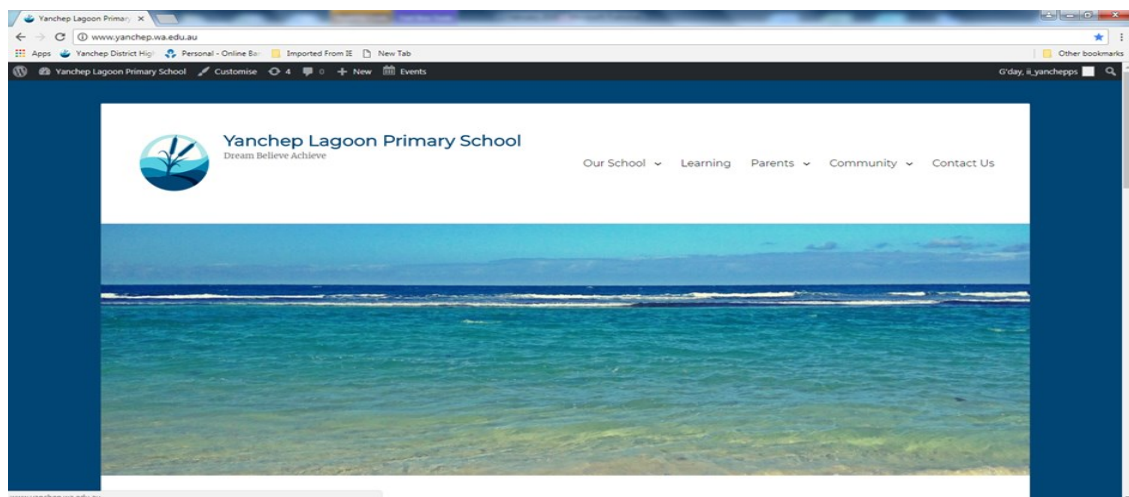 Yanchep Lagoon Primary
www.yanchep.wa.edu.au
Apps Yanchep District Hig Personal - Online Ba Imported From IE New Tab Other bookmarks
Yanchep Lagoon Primary School Customise 4 0 New Events G'day, ii_yanchepps
Yanchep Lagoon Primary School
Dream Believe Achieve
Our School Learning Parents Community Contact Us